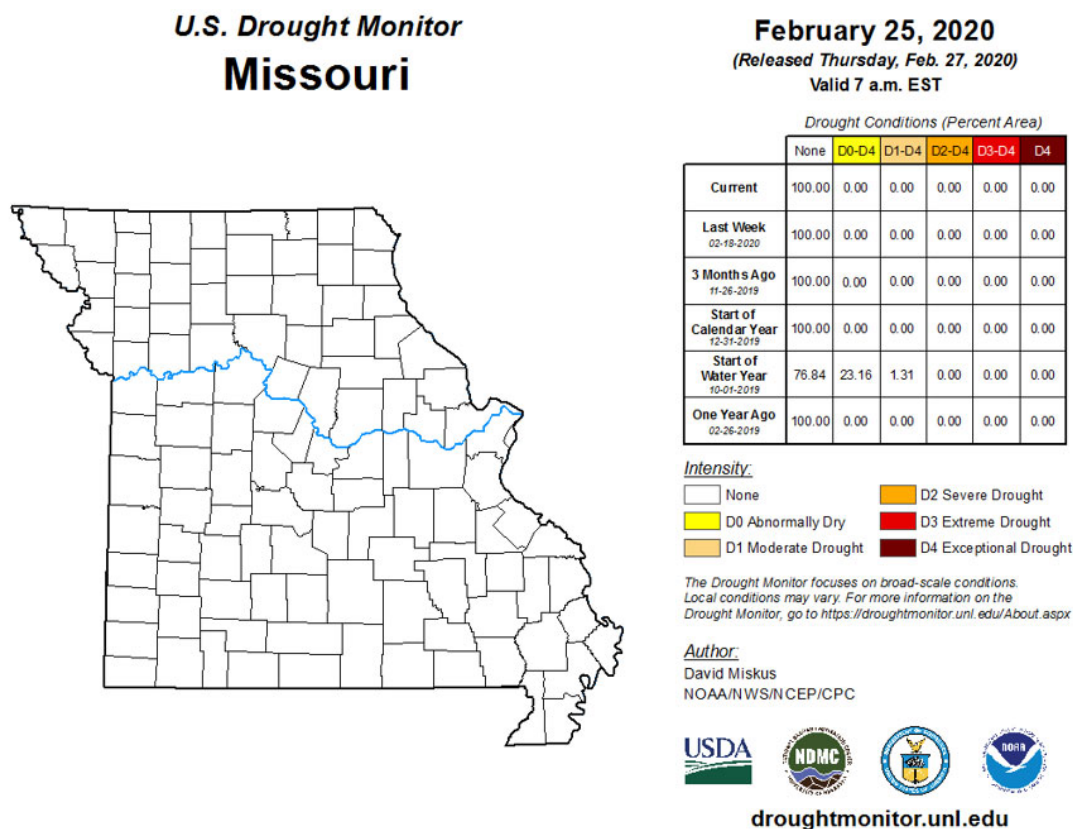 U.S. Drought Monitor
Missouri
February 25, 2020
(Released Thursday, Feb. 27, 2020)
Valid 7 a.m. EST
Drought Conditions (Percent Area)
None D0-D4 D1-D4 D2-D4 D3-D4 D4
Current 100.00 0.00 0.00 0.00 0.00 0.00
Last Week
02-18-2020 100.00 0.00 0.00 0.00 0.00 0.00
3 Months Ago
11-26-2019 100.00 0.00 0.00 0.00 0.00 0.00
Start of
Calendar Year
12-31-2019 100.00 0.00 0.00 0.00 0.00 0.00
Start of
Water Year
10-01-2019 76.84 23.16 1.31 0.00 0.00 0.00
One Year Ago
02-26-2019 100.00 0.00 0.00 0.00 0.00 0.00
Intensity:
None
D0 Abnormally Dry
D1 Moderate Drought
D2 Severe Drought
D3 Extreme Drought
D4 Exceptional Drought
The Drought Monitor focuses on broad-scale conditions.
Local conditions may vary. For more information on the
Drought Monitor, go to https://droughtmonitor.unl.edu/About.aspx
Author:
David Miskus
NOAA/NWS/NCEP/CPC
USDA
NDMC
NOAA
droughtmonitor.unl.edu